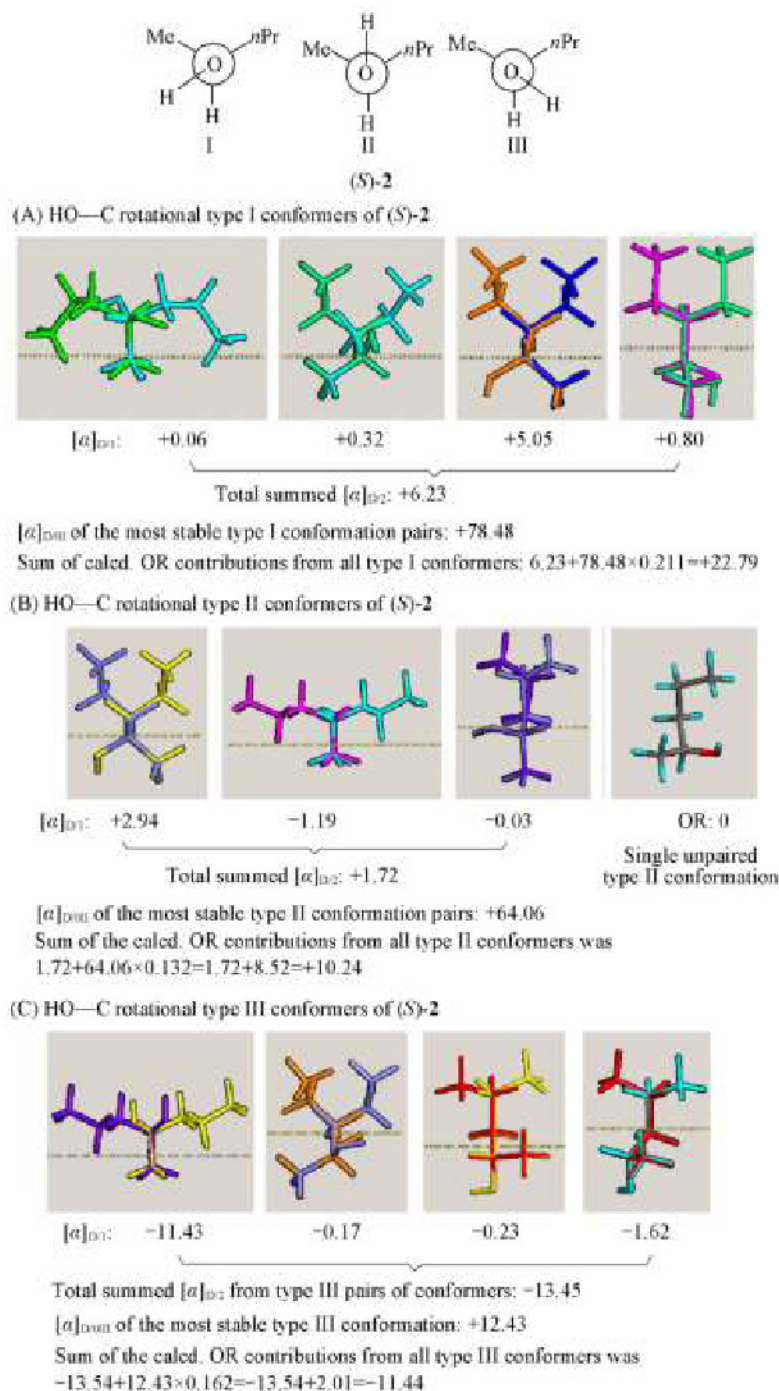 Me nPr H Me nPr Me nPr
O O O
H H H H H
I II III
(S)-2
(A) HO—C rotational type I conformers of (S)-2
[α]D/1: +0.06 +0.32 +5.05 +0.80
Total summed [α]D/2: +6.23
of the most stable type I conformation pairs: +78.48
Sum of calcd. OR contributions from all type I conformers: 6.23+78.48×0.211=+22.79
(B) HO—C rotational type II conformers of (S)-2
[α]D/1: +2.94 −1.19 −0.03 OR: 0
Total summed [α]D/2: +1.72
Single unpaired
type II conformation
of the most stable type II conformation pairs: +64.06
Sum of the calcd. OR contributions from all type II conformers was
1.72+64.06×0.132=1.72+8.52=+10.24
(C) HO—C rotational type III conformers of (S)-2
[α]D/1: −11.43 −0.17 −0.23 −1.62
Total summed [α]D/2 from type III pairs of conformers: −13.45
of the most stable type III conformation: +12.43
Sum of the calcd. OR contributions from all type III conformers was
−13.54+12.43×0.162=−13.54+2.01=−11.44